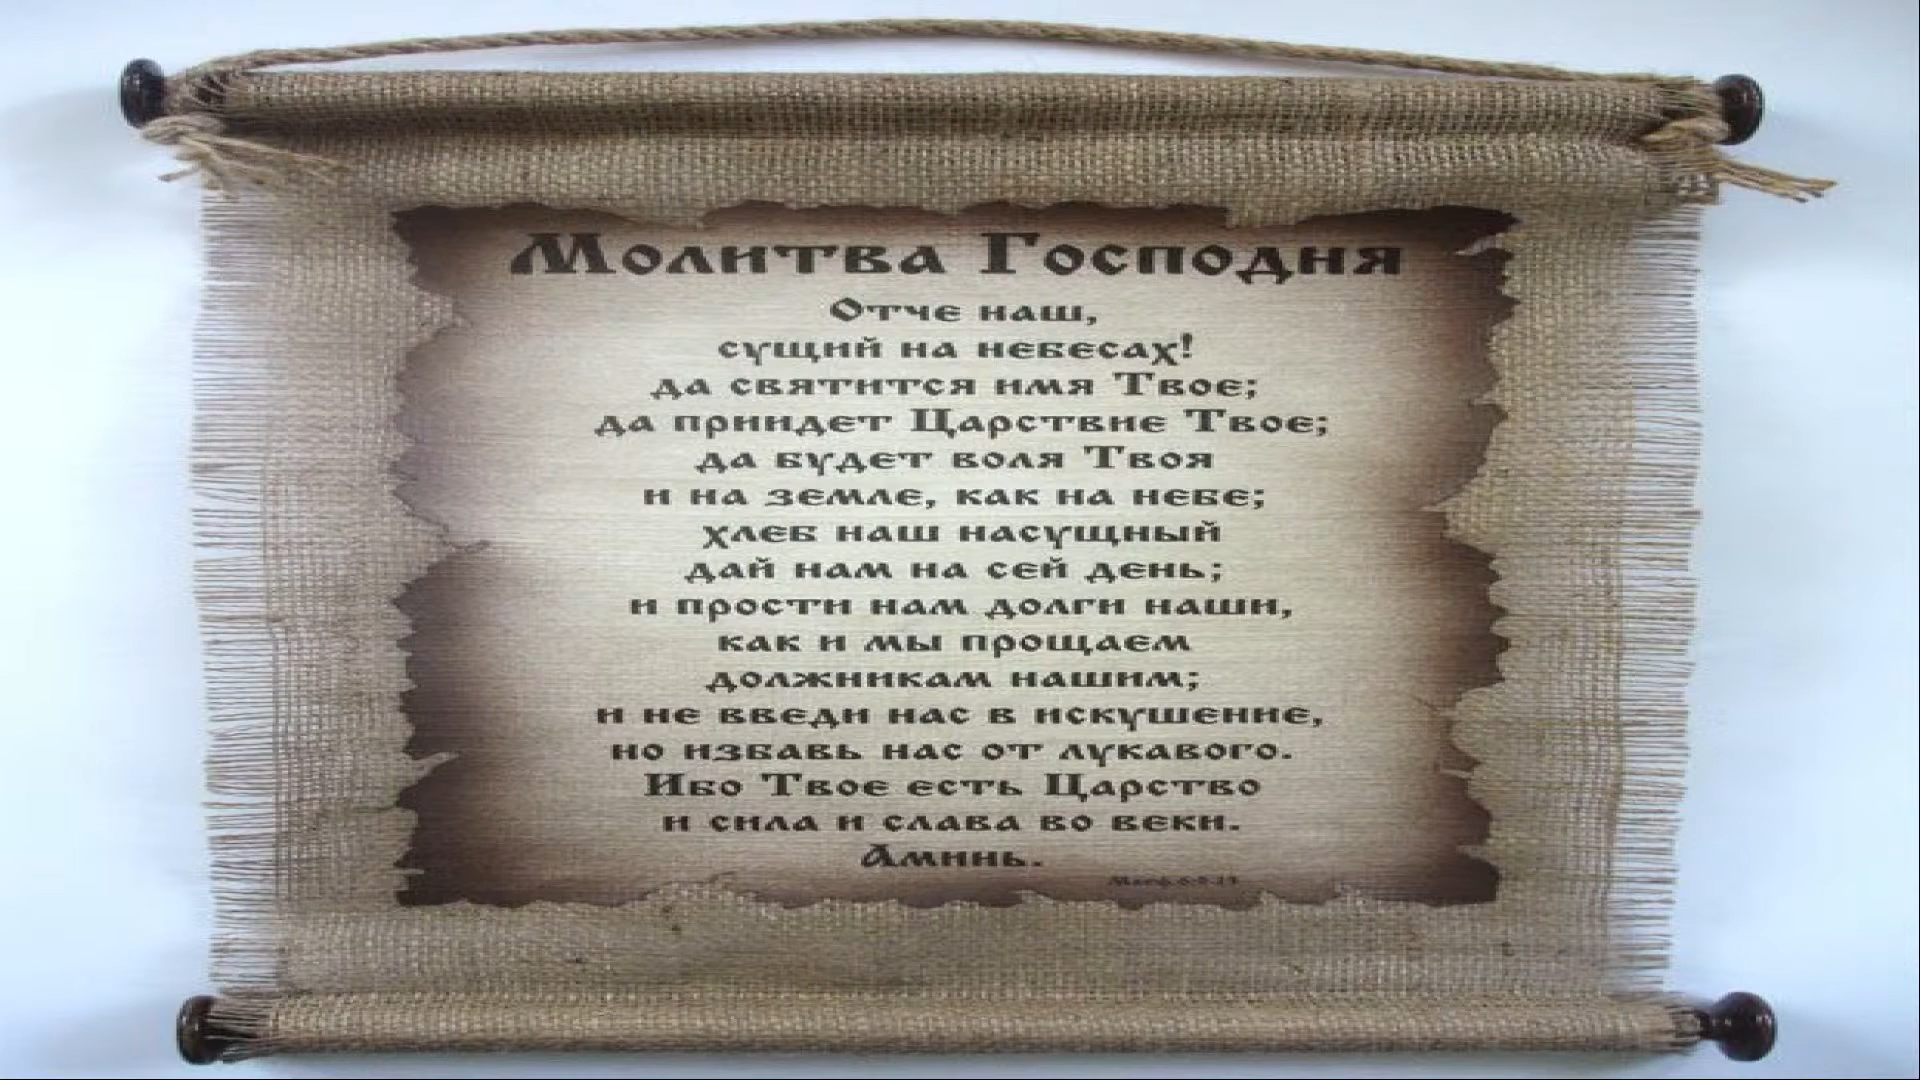 Молитва Господня
Отче наш,
сущий на небесах!
да святится имя Твое;
да приидет Царствие Твое;
да будет воля Твоя
и на земле, как на небе;
хлеб наш насущный
дай нам на сей день;
и прости нам долги наши,
как и мы прощаем
должникам нашим;
и не введи нас в искушение,
но избавь нас от лукавого.
Ибо Твое есть Царство
и сила и слава во веки.
Аминь.